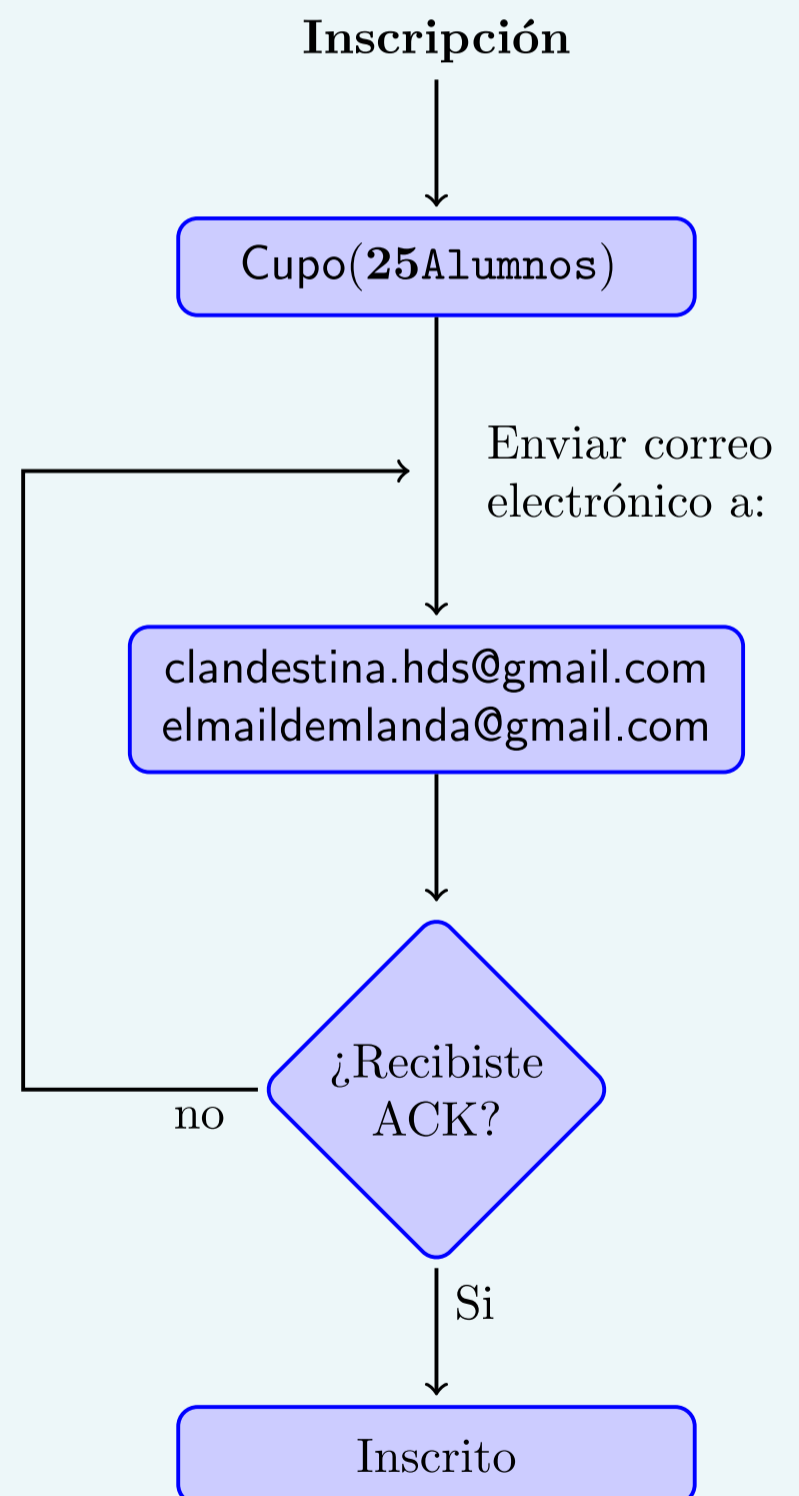 Inscripción
Cupo(25Alumnos)
Enviar correo
electrónico a:
clandestina.hds@gmail.com
elmaildemlanda@gmail.com
¿Recibiste
ACK?
no
Si
Inscrito